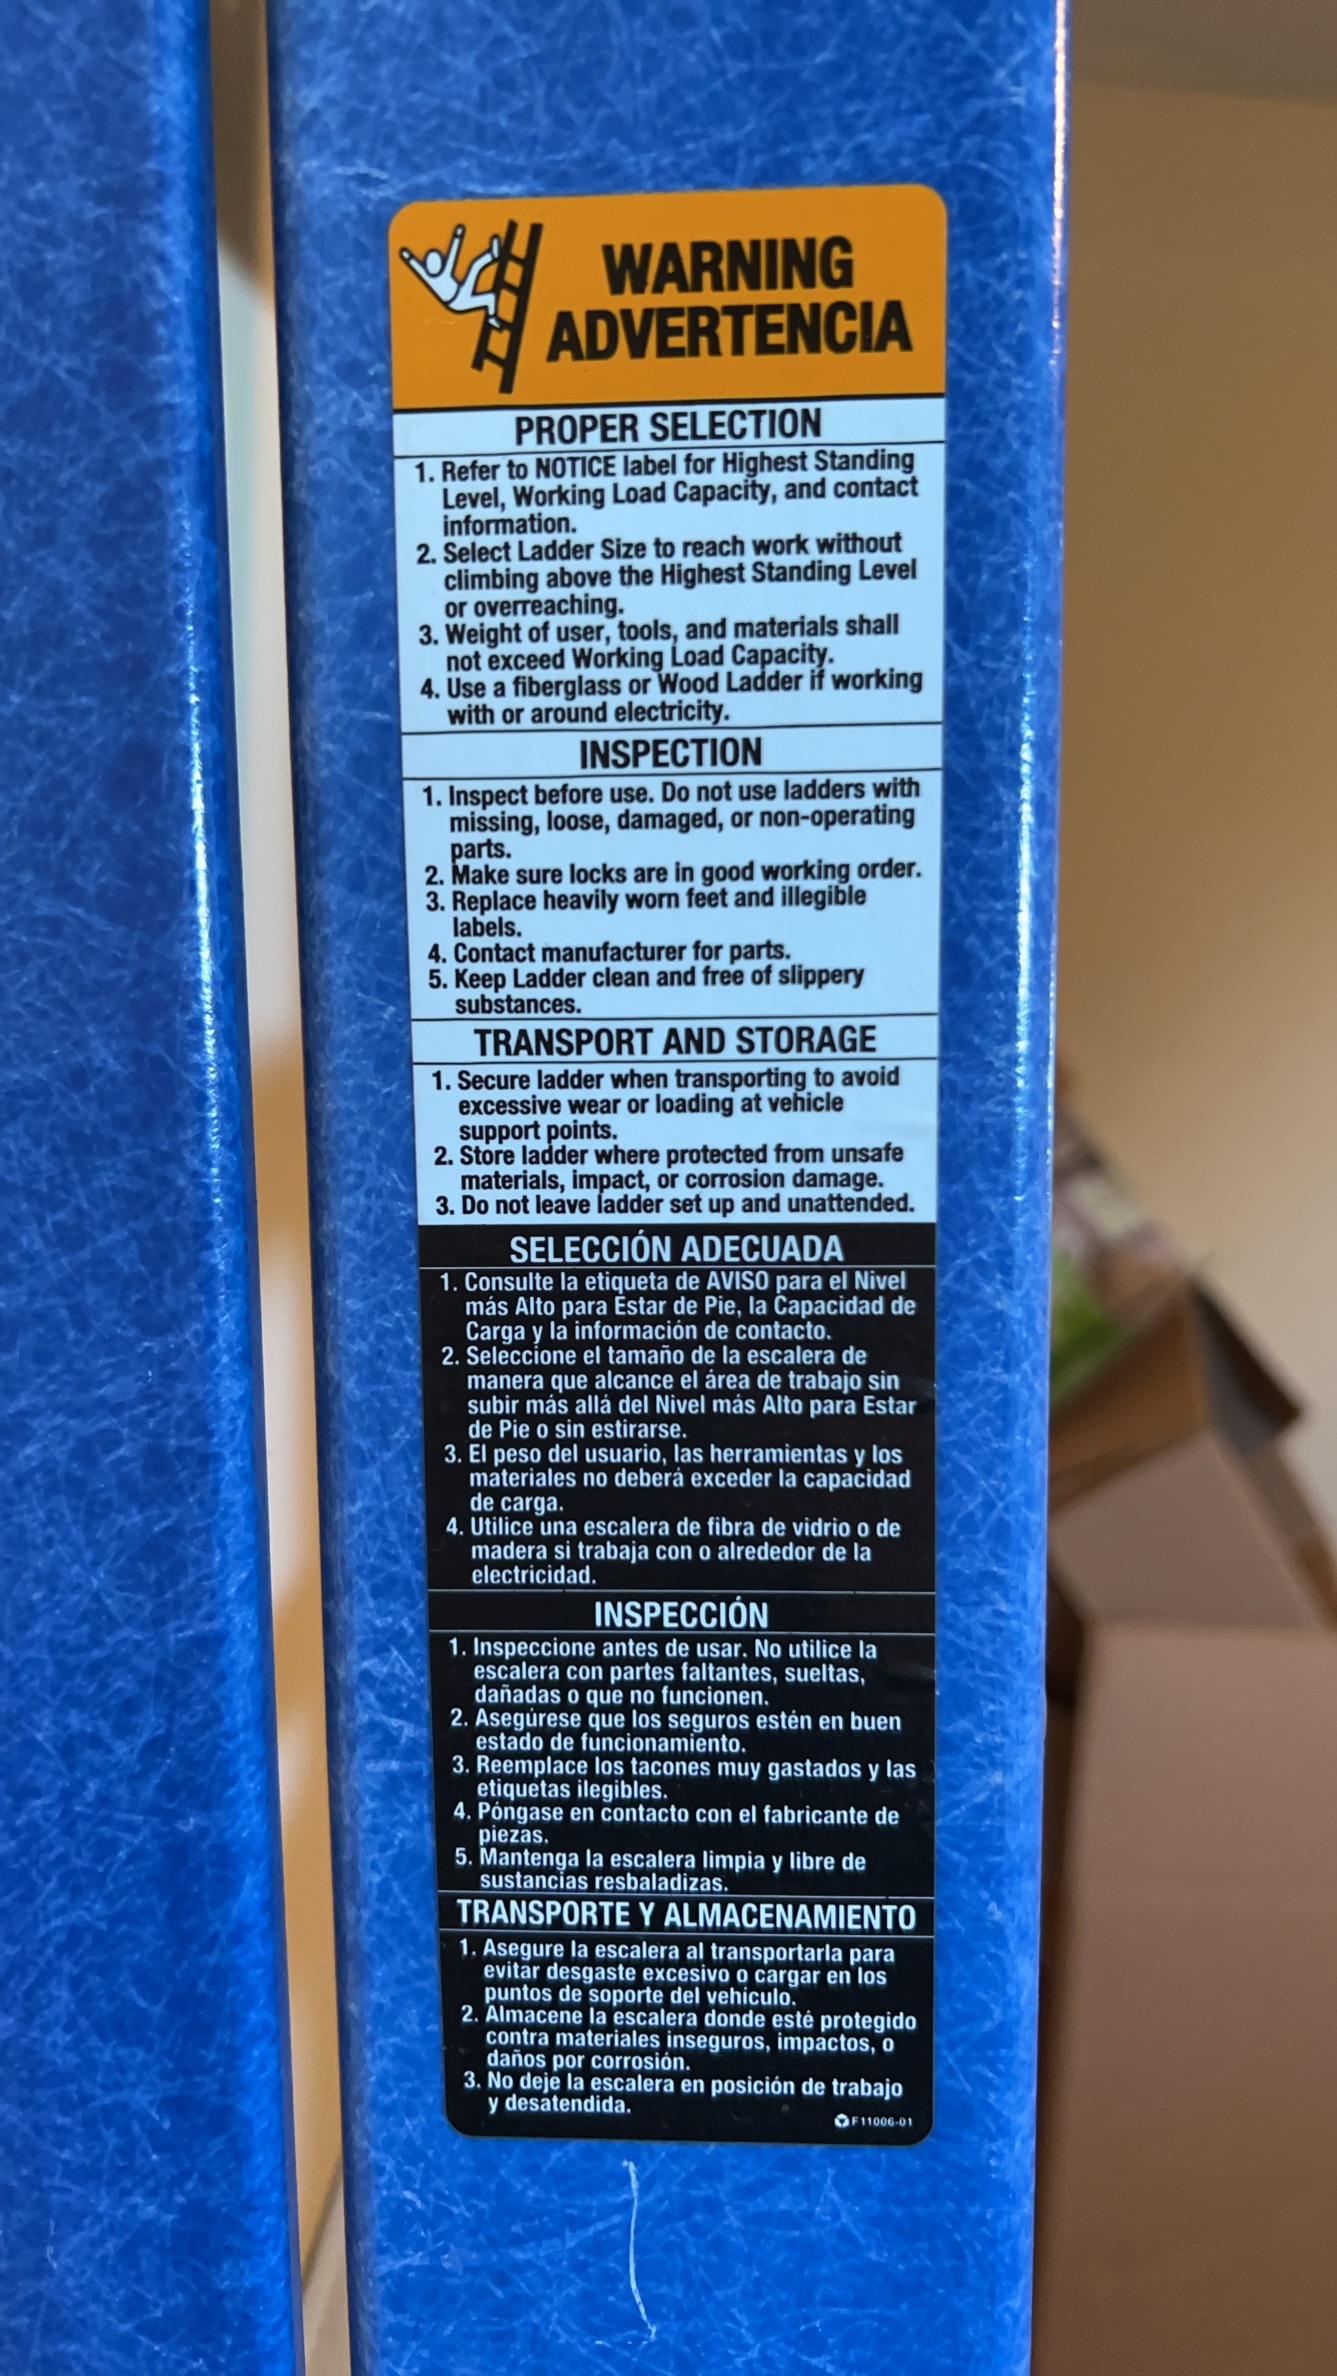 WARNING
ADVERTENCIA
PROPER SELECTION
1. Refer to NOTICE label for Highest Standing
Level, Working Load Capacity, and contact
information.
2. Select Ladder Size to reach work without
climbing above the Highest Standing Level
or overreaching.
3. Weight of user, tools, and materials shall
not exceed Working Load Capacity.
4. Use a fiberglass or Wood Ladder if working
with or around electricity.
INSPECTION
1. Inspect before use. Do not use ladders with
missing, loose, damaged, or non-operating
parts.
2. Make sure locks are in good working order.
3. Replace heavily worn feet and illegible
labels.
4. Contact manufacturer for parts.
5. Keep Ladder clean and free of slippery
substances.
TRANSPORT AND STORAGE
1. Secure ladder when transporting to avoid
excessive wear or loading at vehicle
support points.
2. Store ladder where protected from unsafe
materials, impact, or corrosion damage.
3. Do not leave ladder set up and unattended.
SELECCIÓN ADECUADA
1. Consulte la etiqueta de AVISO para el Nivel
más Alto para Estar de Pie, la Capacidad de
Carga y la información de contacto.
2. Seleccione el tamaño de la escalera de
manera que alcance el área de trabajo sin
subir más allá del Nivel más Alto para Estar
de Pie o sin estirarse.
3. El peso del usuario, las herramientas y los
materiales no deberá exceder la capacidad
de carga.
4. Utilice una escalera de fibra de vidrio o de
madera si trabaja con o alrededor de la
electricidad.
INSPECCIÓN
1. Inspeccione antes de usar. No utilice la
escalera con partes faltantes, sueltas,
dañadas o que no funcionen.
2. Asegúrese que los seguros estén en buen
estado de funcionamiento.
3. Reemplace los tacones muy gastados y las
etiquetas ilegibles.
4. Póngase en contacto con el fabricante de
piezas.
5. Mantenga la escalera limpia y libre de
sustancias resbaladizas.
TRANSPORTE Y ALMACENAMIENTO
1. Asegure la escalera al transportarla para
evitar desgaste excesivo o cargar en los
puntos de soporte del vehículo.
2. Almacene la escalera donde esté protegido
contra materiales inseguros, impactos, o
daños por corrosión.
3. No deje la escalera en posición de trabajo
y desatendida.
F11006-01